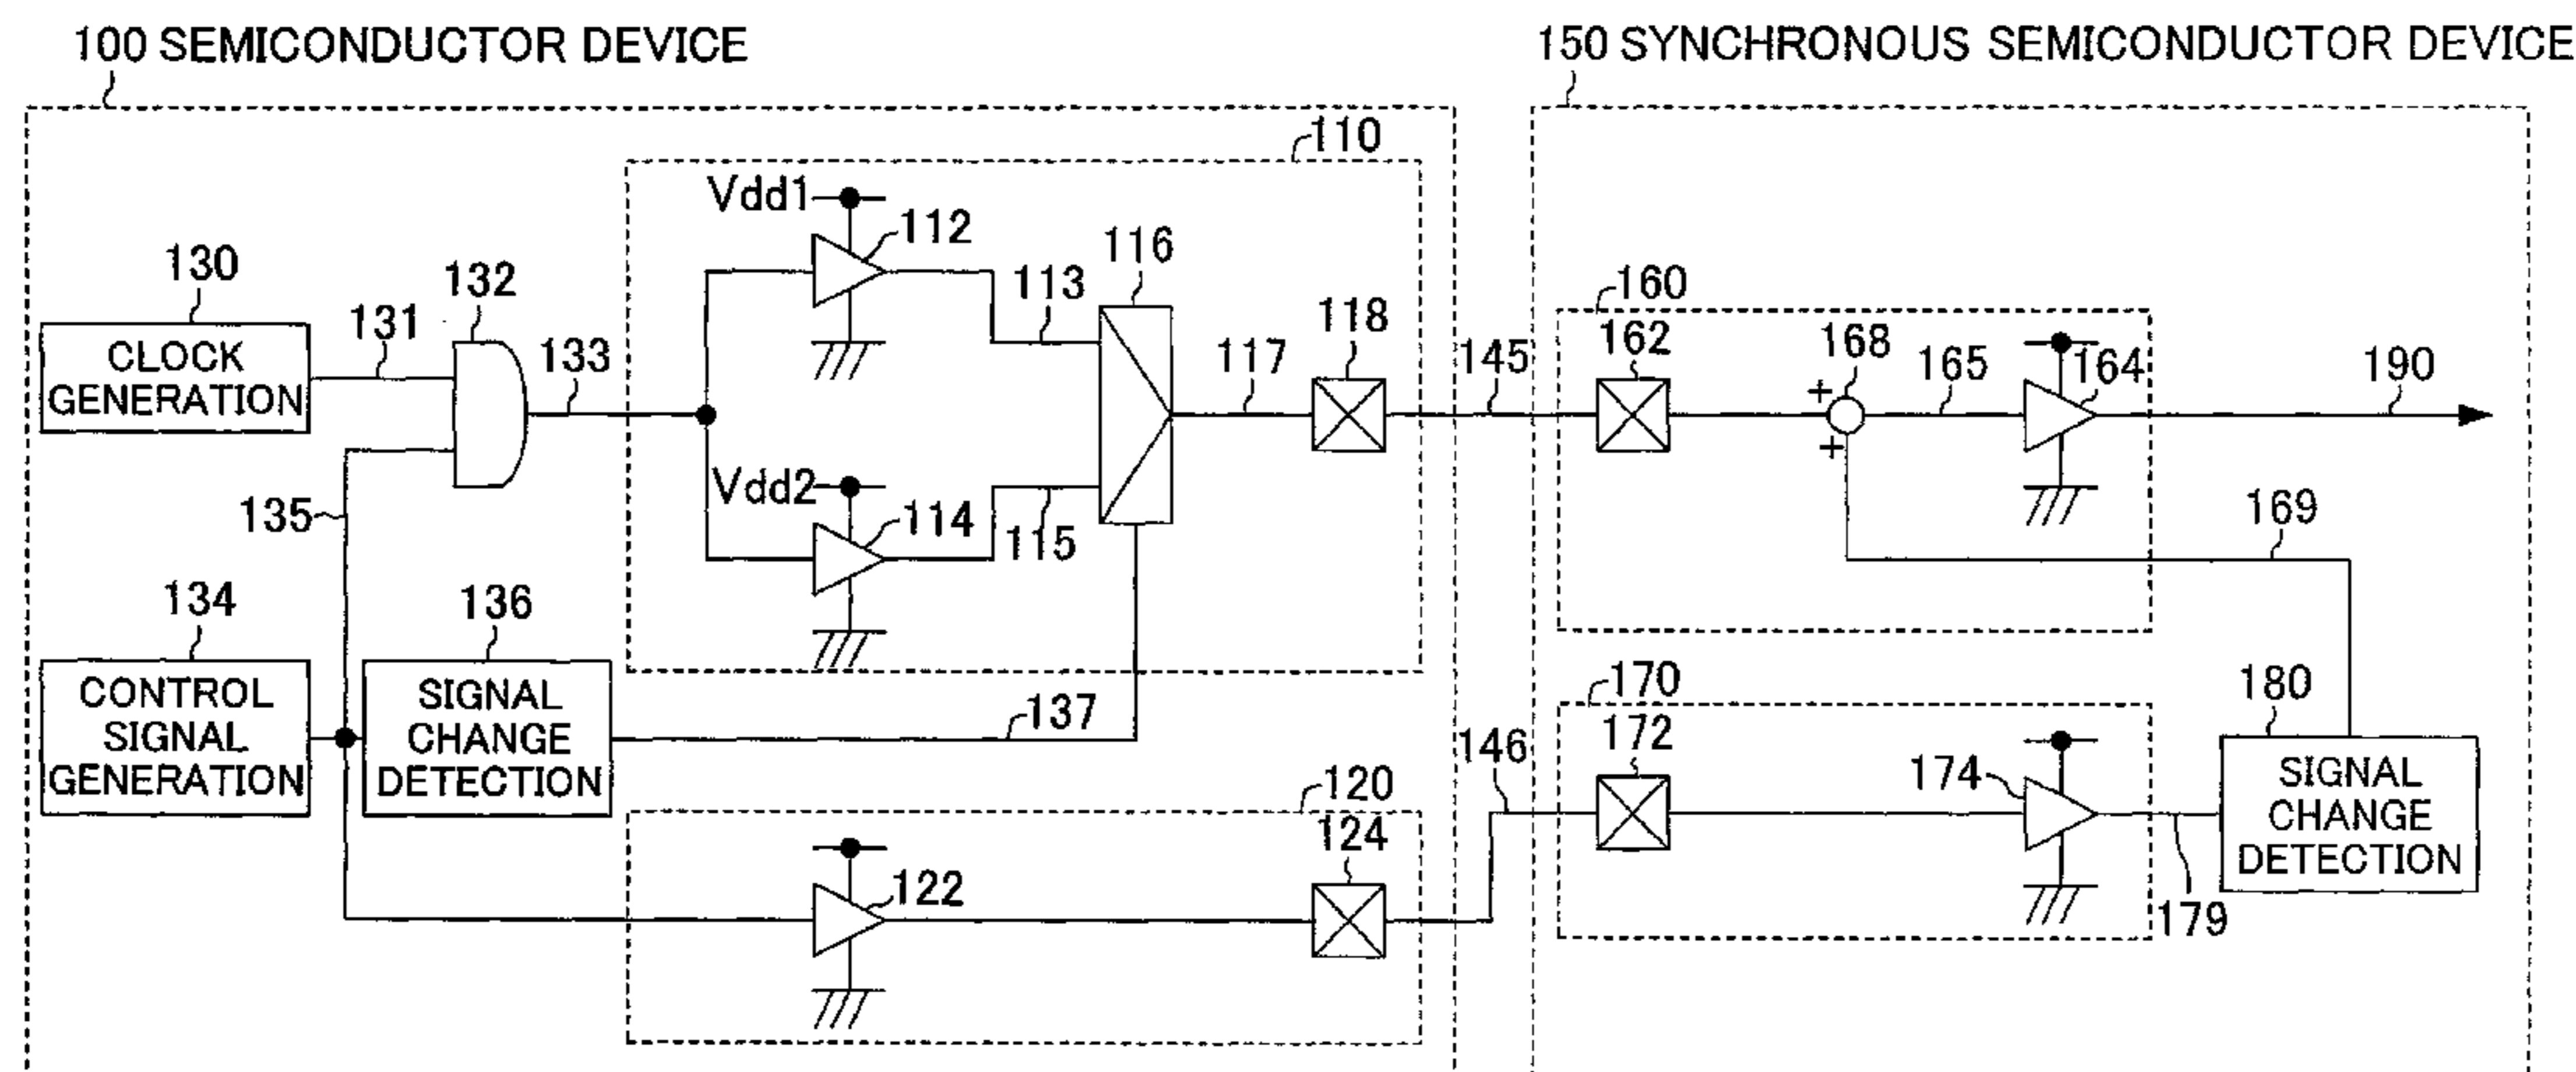 100 SEMICONDUCTOR DEVICE
150 SYNCHRONOUS SEMICONDUCTOR DEVICE
110
Vdd1
112
116
130
132
113
160
131
118
162
168
CLOCK
GENERATION
133
117
145
165
164
190
+
+
Vdd2
135
114
115
169
134
136
CONTROL
SIGNAL
GENERATION
SIGNAL
CHANGE
DETECTION
137
170
180
146
172
174
SIGNAL
CHANGE
DETECTION
120
124
122
179